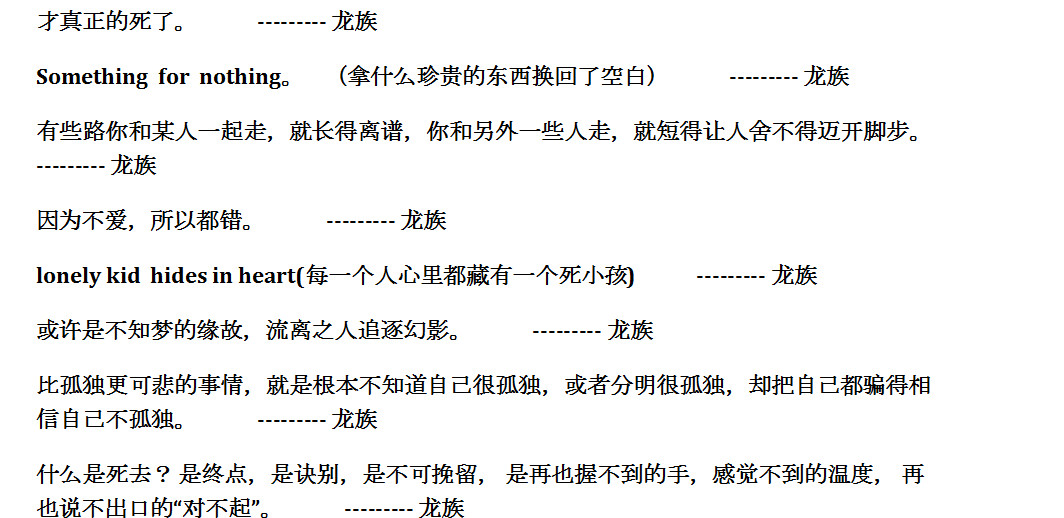 才真正的死了。 --------- 龙族
Something for nothing。 （拿什么珍贵的东西换回了空白） --------- 龙族
有些路你和某人一起走，就长得离谱，你和另外一些人走，就短得让人舍不得迈开脚步。
--------- 龙族
因为不爱，所以都错。 --------- 龙族
lonely kid hides in heart(每一个人心里都藏有一个死小孩) --------- 龙族
或许是不知梦的缘故，流离之人追逐幻影。 --------- 龙族
比孤独更可悲的事情，就是根本不知道自己很孤独，或者分明很孤独，却把自己都骗得相
信自己不孤独。 --------- 龙族
什么是死去？是终点，是诀别，是不可挽留， 是再也握不到的手，感觉不到的温度， 再
也说不出口的“对不起”。 --------- 龙族